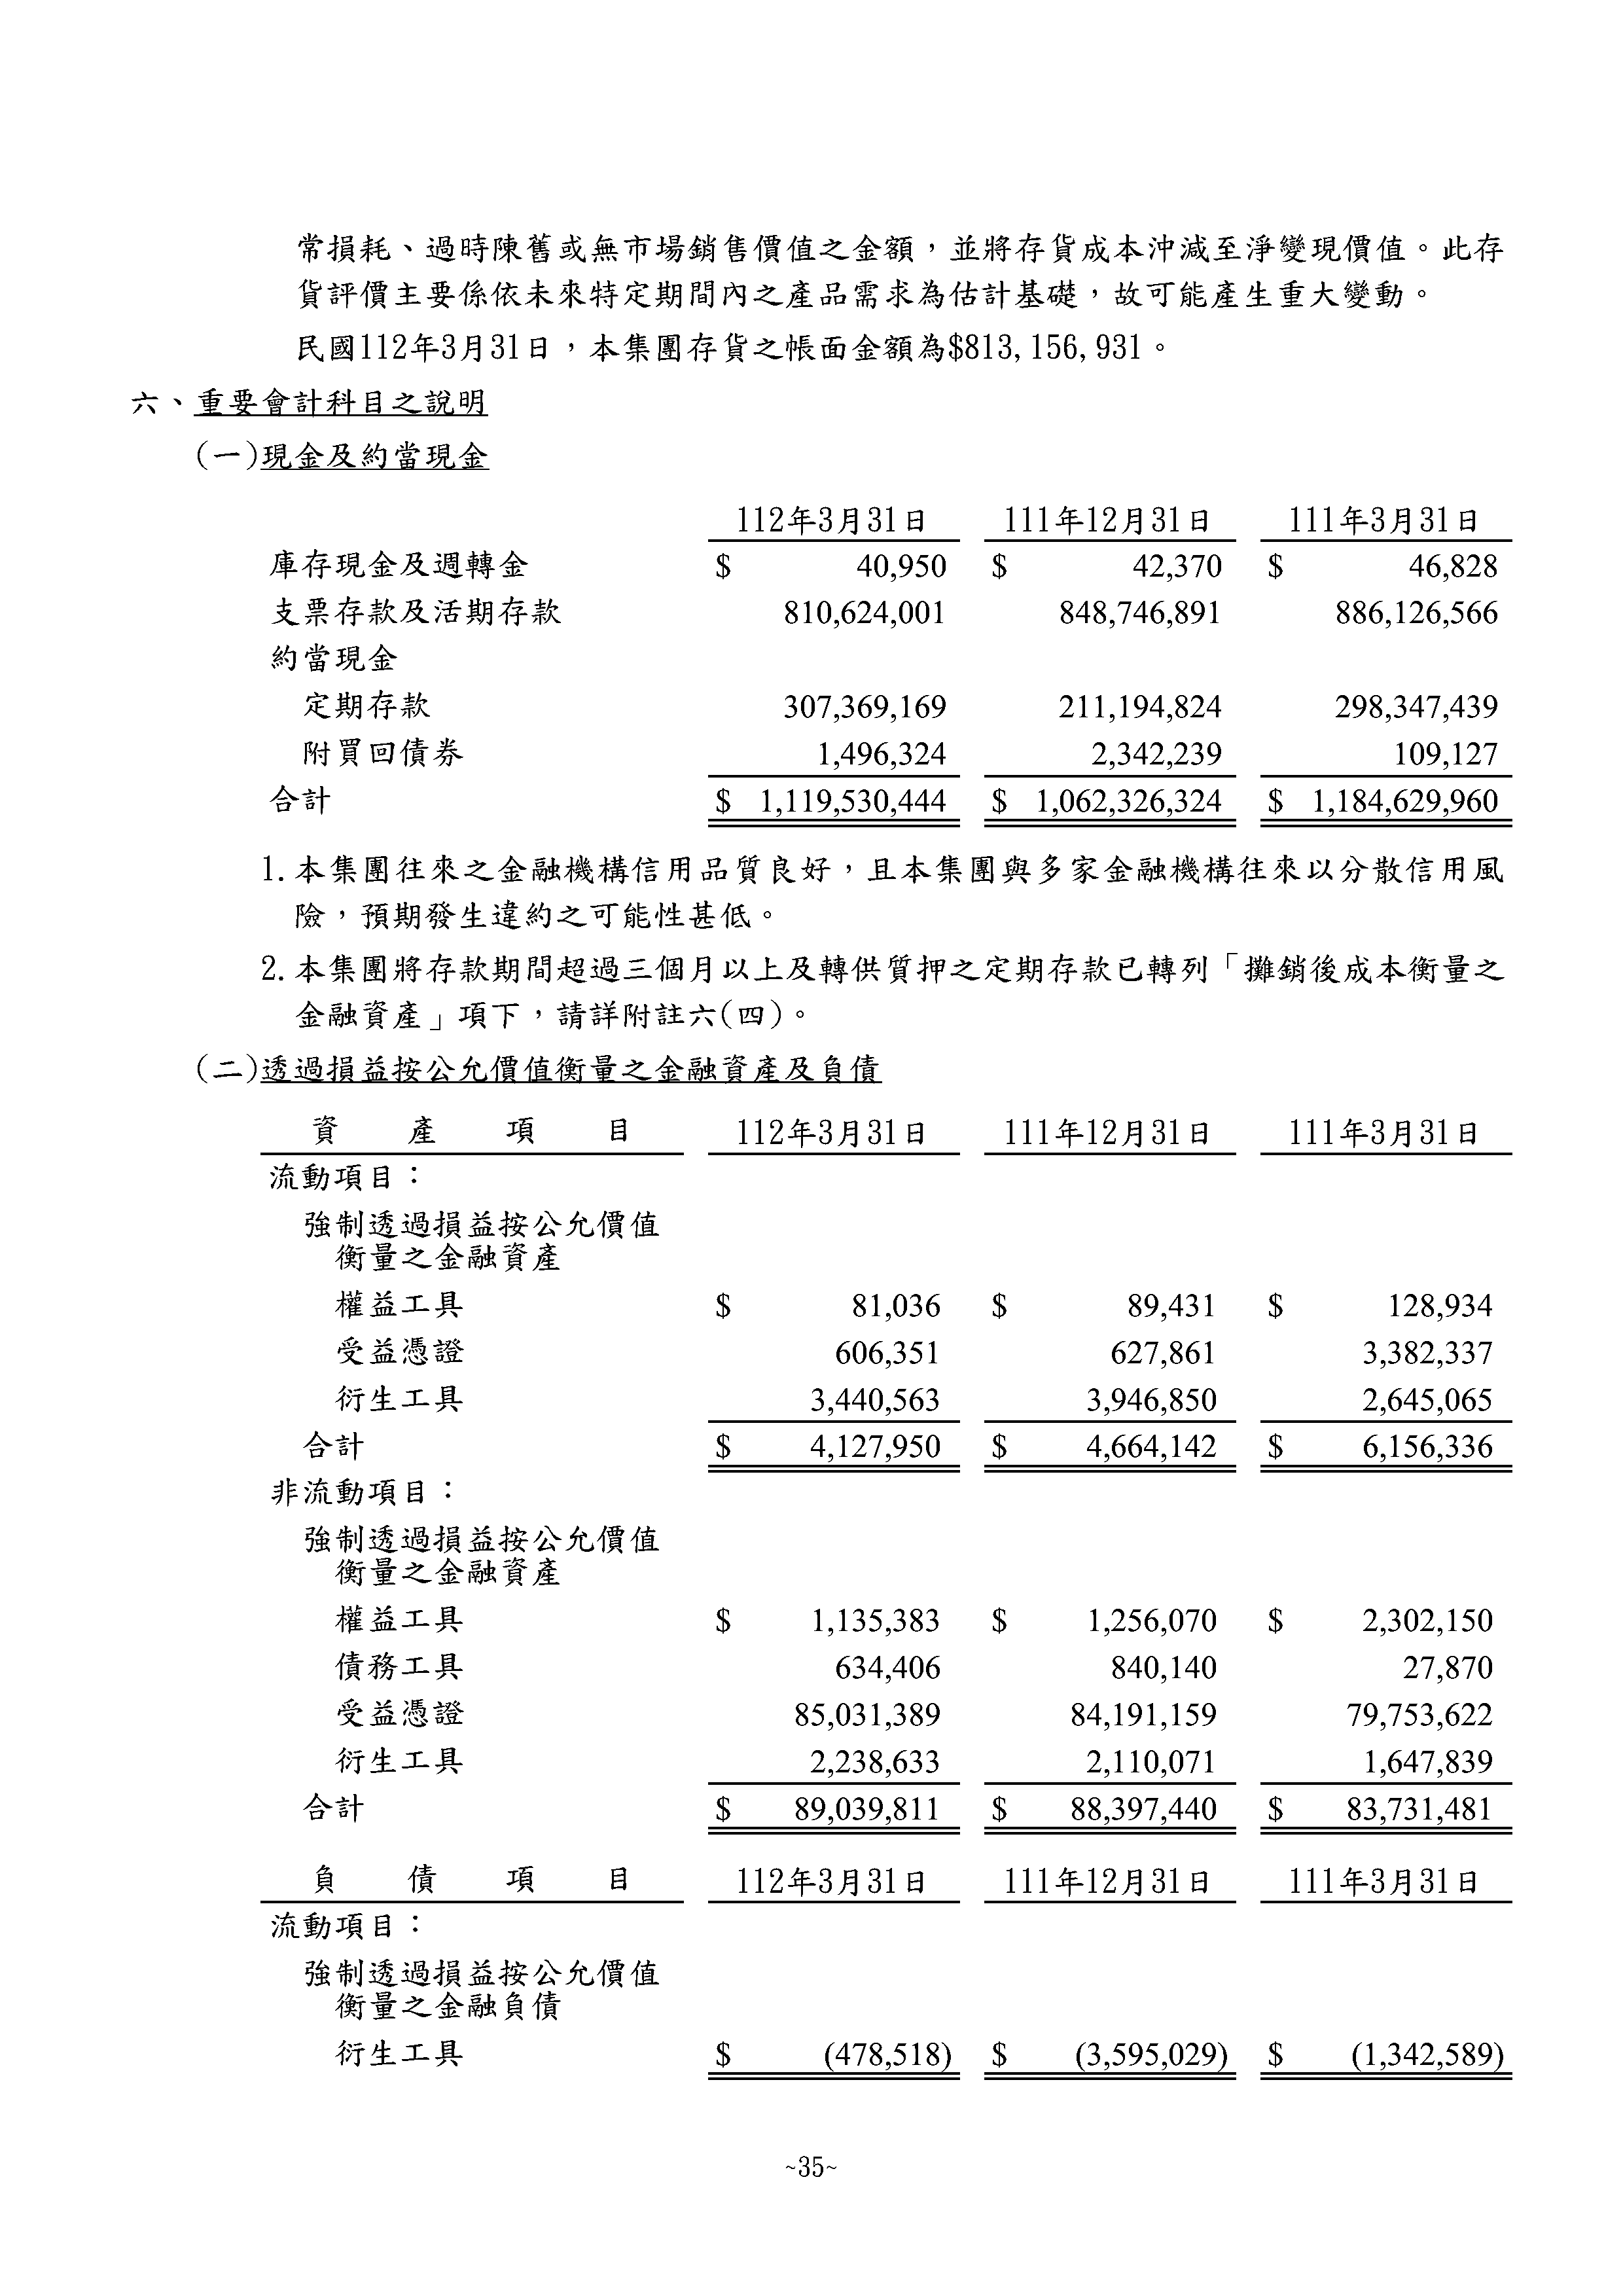 常損耗、過時陳舊或無市場銷售價值之金額，並將存貨成本沖減至淨變現價值。此存
貨評價主要係依未來特定期間內之產品需求為估計基礎，故可能產生重大變動。
民國112年3月31日，本集團存貨之帳面金額為$813,156,931。
六、重要會計科目之說明
(一)現金及約當現金
112年3月31日 111年12月31日 111年3月31日
庫存現金及週轉金 $ 40,950 $ 42,370 $ 46,828
支票存款及活期存款 810,624,001 848,746,891 886,126,566
約當現金
定期存款 307,369,169 211,194,824 298,347,439
附買回債券 1,496,324 2,342,239 109,127
合計 $ 1,119,530,444 $ 1,062,326,324 $ 1,184,629,960
1.本集團往來之金融機構信用品質良好，且本集團與多家金融機構往來以分散信用風
險，預期發生違約之可能性甚低。
2.本集團將存款期間超過三個月以上及轉供質押之定期存款已轉列「攤銷後成本衡量之
金融資產」項下，請詳附註六(四)。
(二)透過損益按公允價值衡量之金融資產及負債
資產項目 112年3月31日 111年12月31日 111年3月31日
流動項目：
強制透過損益按公允價值
衡量之金融資產
權益工具 $ 81,036 $ 89,431 $ 128,934
受益憑證 606,351 627,861 3,382,337
衍生工具 3,440,563 3,946,850 2,645,065
合計 $ 4,127,950 $ 4,664,142 $ 6,156,336
非流動項目：
強制透過損益按公允價值
衡量之金融資產
權益工具 $ 1,135,383 $ 1,256,070 $ 2,302,150
債務工具 634,406 840,140 27,870
受益憑證 85,031,389 84,191,159 79,753,622
衍生工具 2,238,633 2,110,071 1,647,839
合計 $ 89,039,811 $ 88,397,440 $ 83,731,481
負債項目 112年3月31日 111年12月31日 111年3月31日
流動項目：
強制透過損益按公允價值
衡量之金融負債
衍生工具 $ (478,518) $ (3,595,029) $ (1,342,589)
~35~